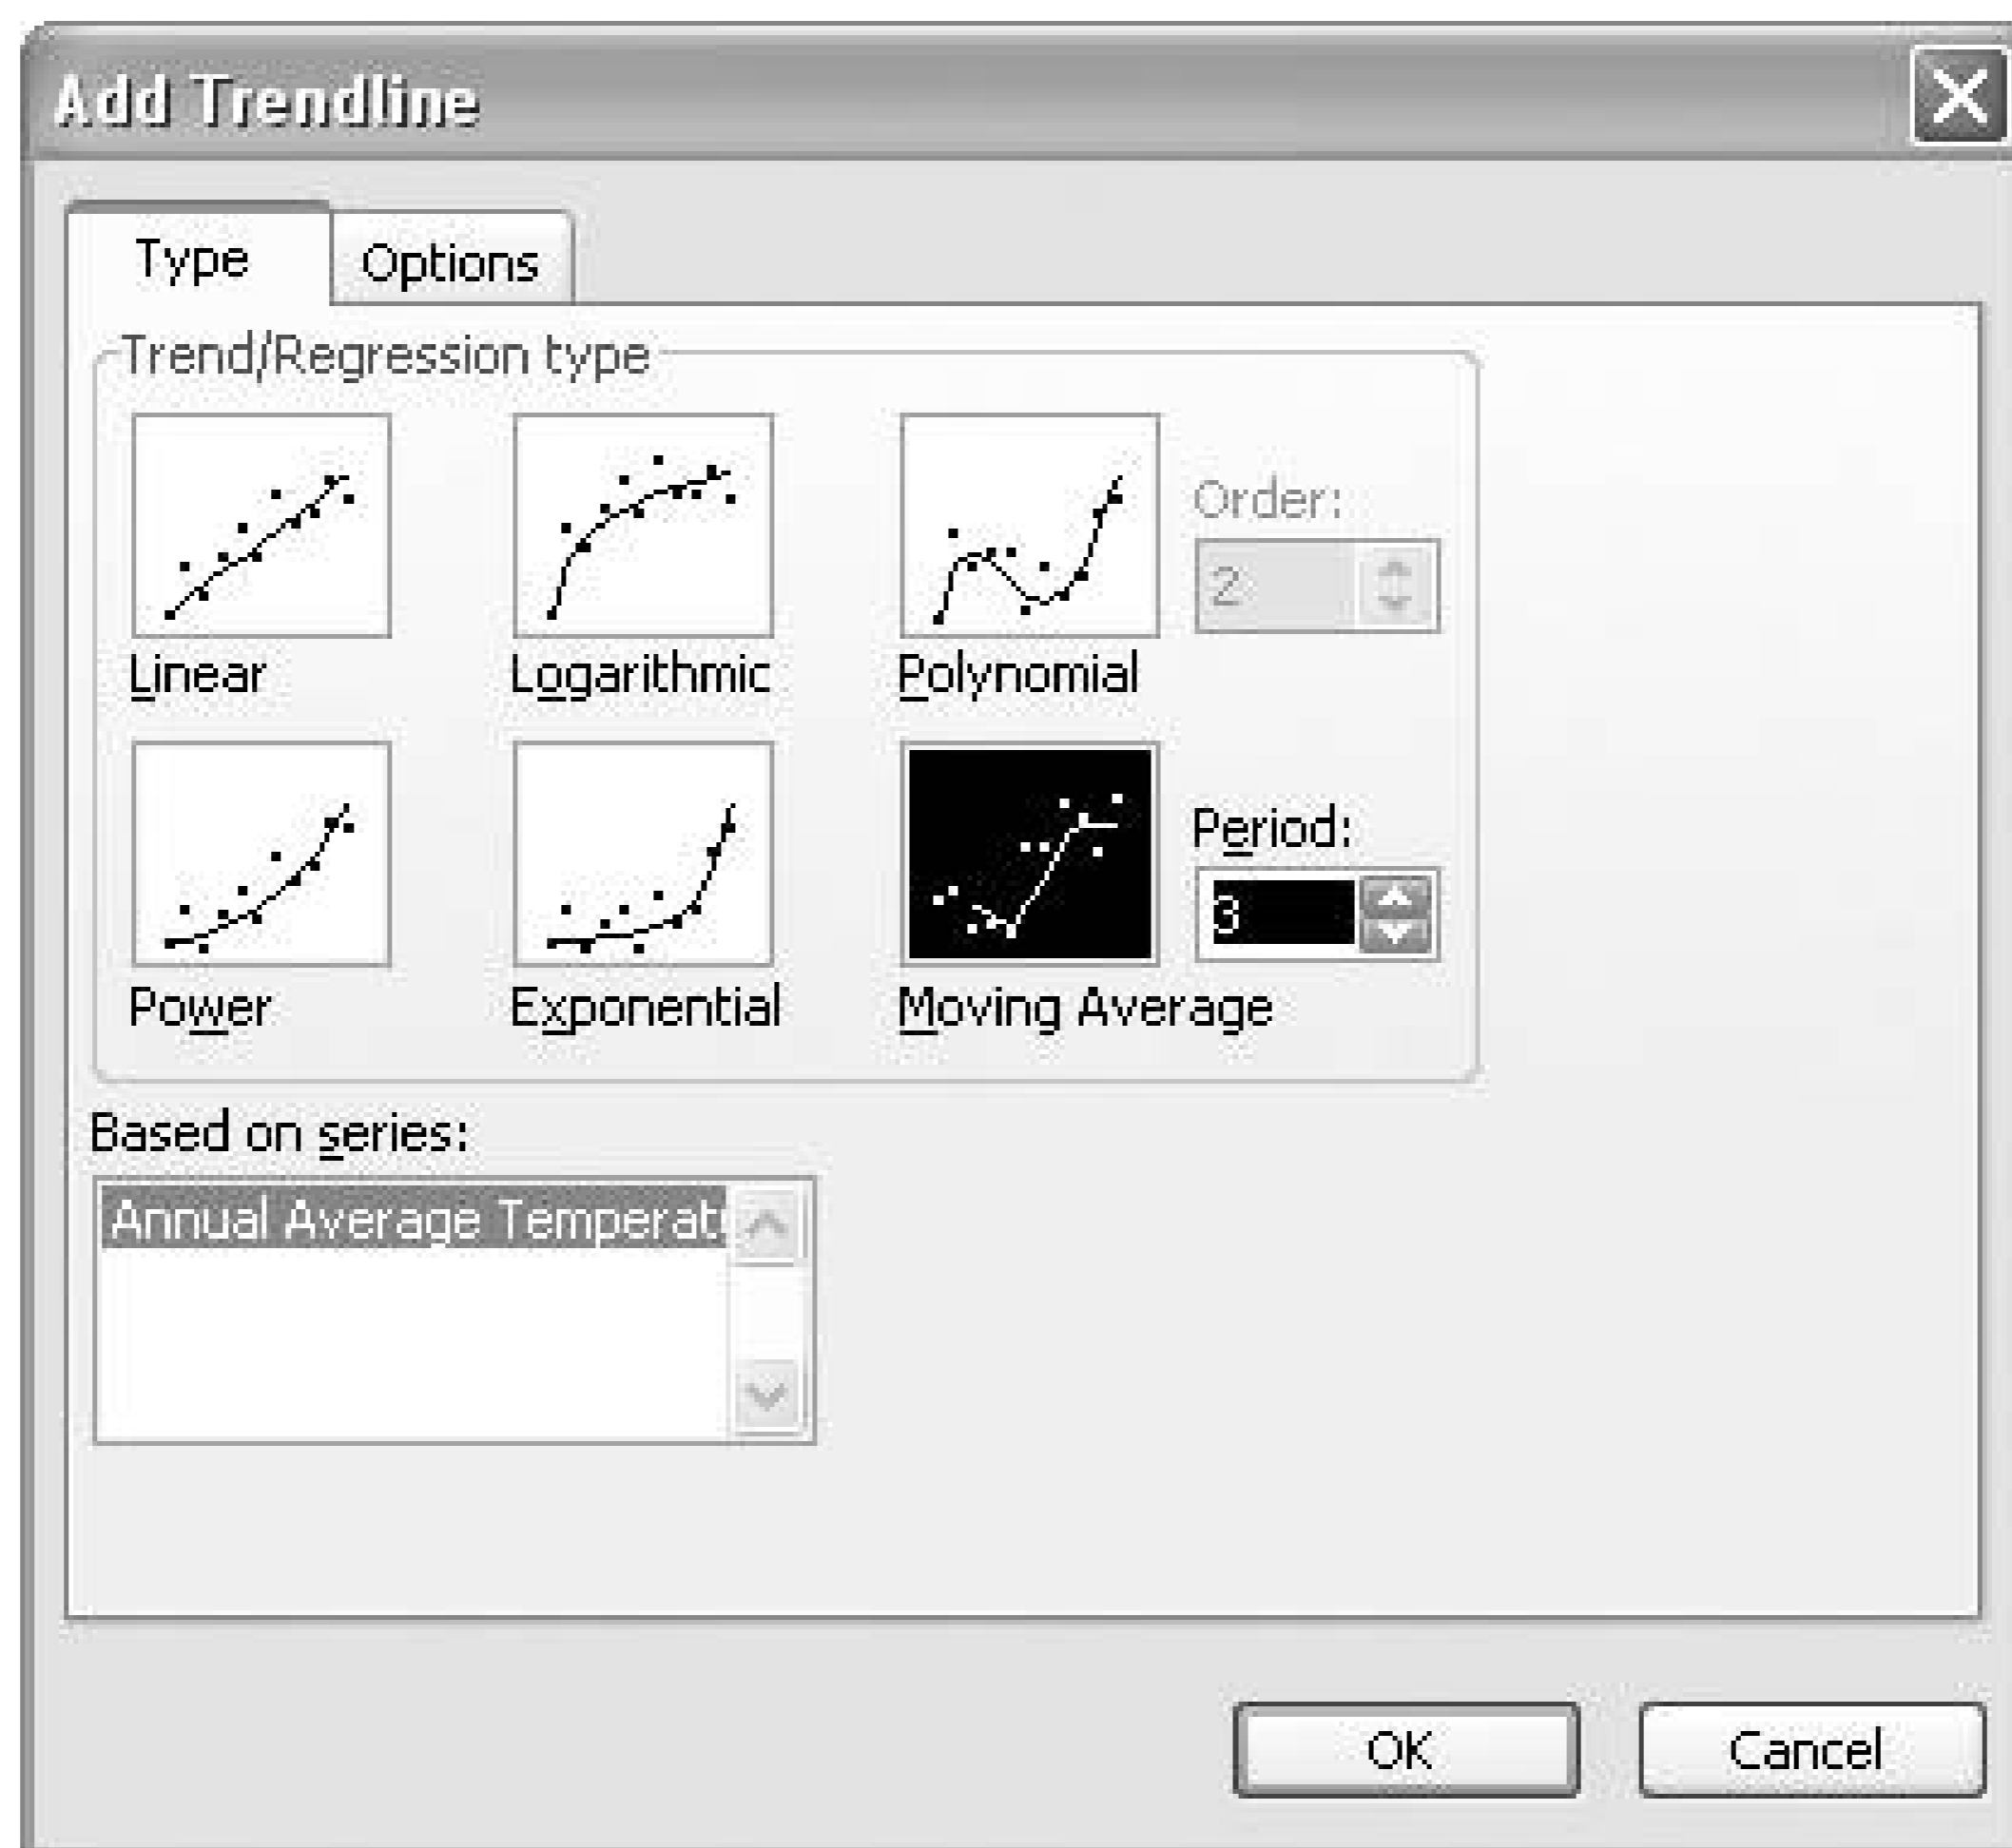 Add Trendline
Type Options
Trend/Regression type
Order:
2
Linear Logarithmic Polynomial
Period:
3
Power Exponential Moving Average
Based on series:
Annual Average Temperat
OK Cancel